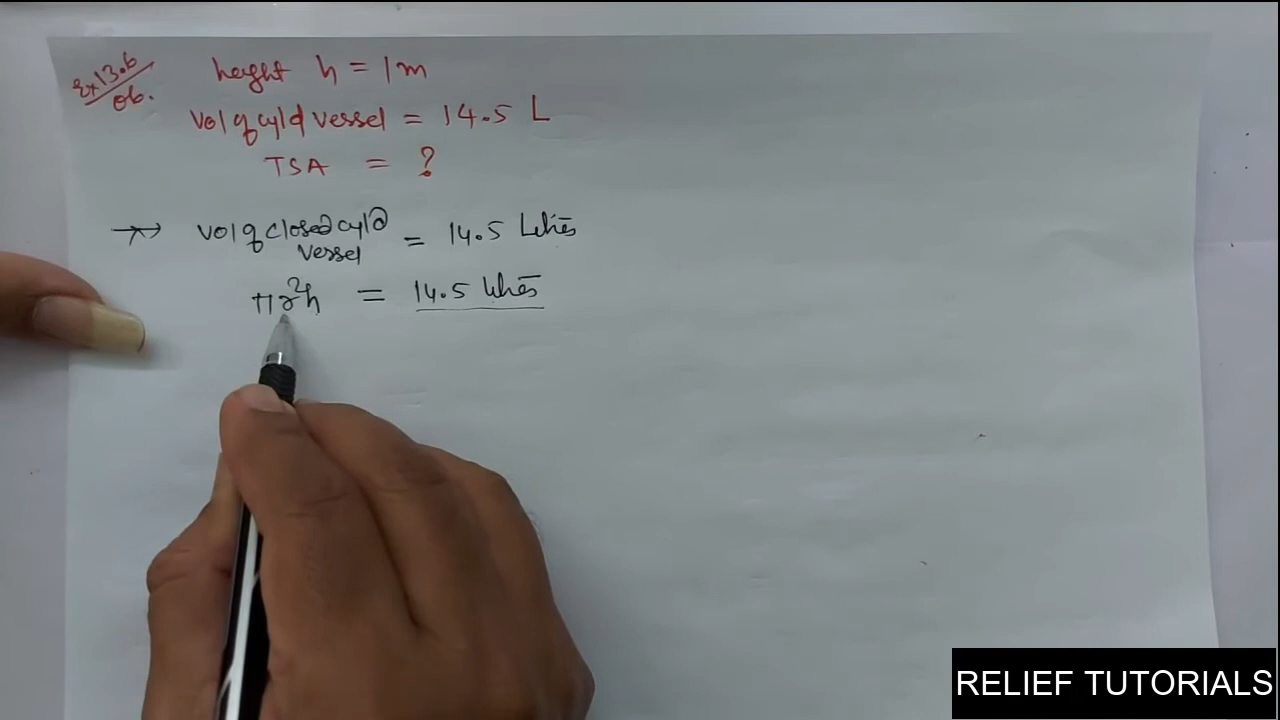 Ex 13.6
06.
height h = 1m
Vol of cyld vessel = 14.5 L
TSA = ?
Vol of closed cyld vessel = 14.5 Litres
πr²h = 14.5 litres
RELIEF TUTORIALS